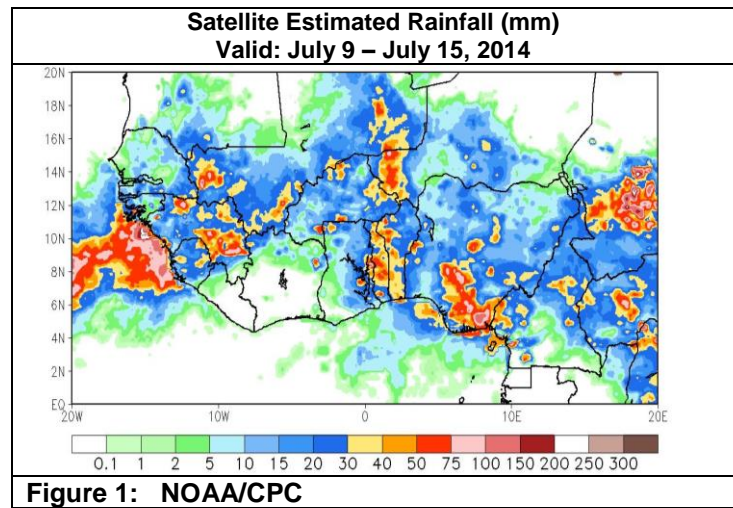 Satellite Estimated Rainfall (mm)
Valid: July 9 – July 15, 2014
20N
18N
16N
14N
12N
10N
8N
6N
4N
2N
EQ
20W 10W 0 10E 20E
0.1 1 2 5 10 15 20 30 40 50 75 100 150 200 250 300
Figure 1: NOAA/CPC